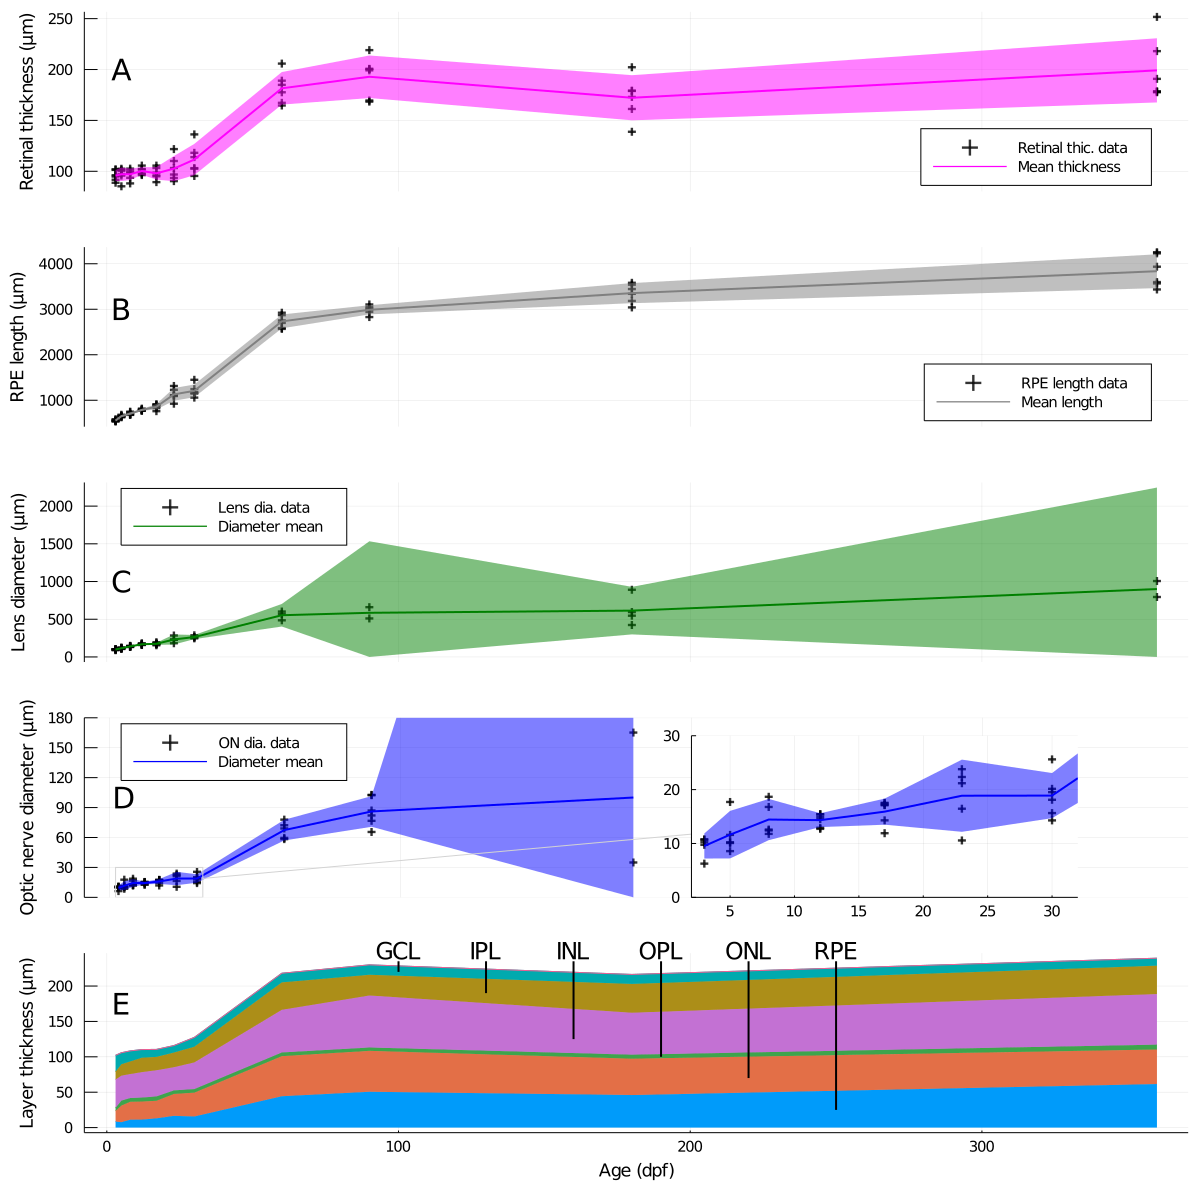 250
200
150
100
Retinal thickness (μm)
A
Retinal thic. data
Mean thickness
4000
3000
2000
1000
RPE length (μm)
B
RPE length data
Mean length
2000
1500
1000
500
0
Lens diameter (μm)
C
Lens dia. data
Diameter mean
180
150
120
90
60
30
0
Optic nerve diameter (μm)
D
ON dia. data
Diameter mean
30
20
10
0
5 10 15 20 25 30
GCL IPL INL OPL ONL RPE
200
150
100
50
0
Layer thickness (μm)
E
0 100 200 300
Age (dpf)